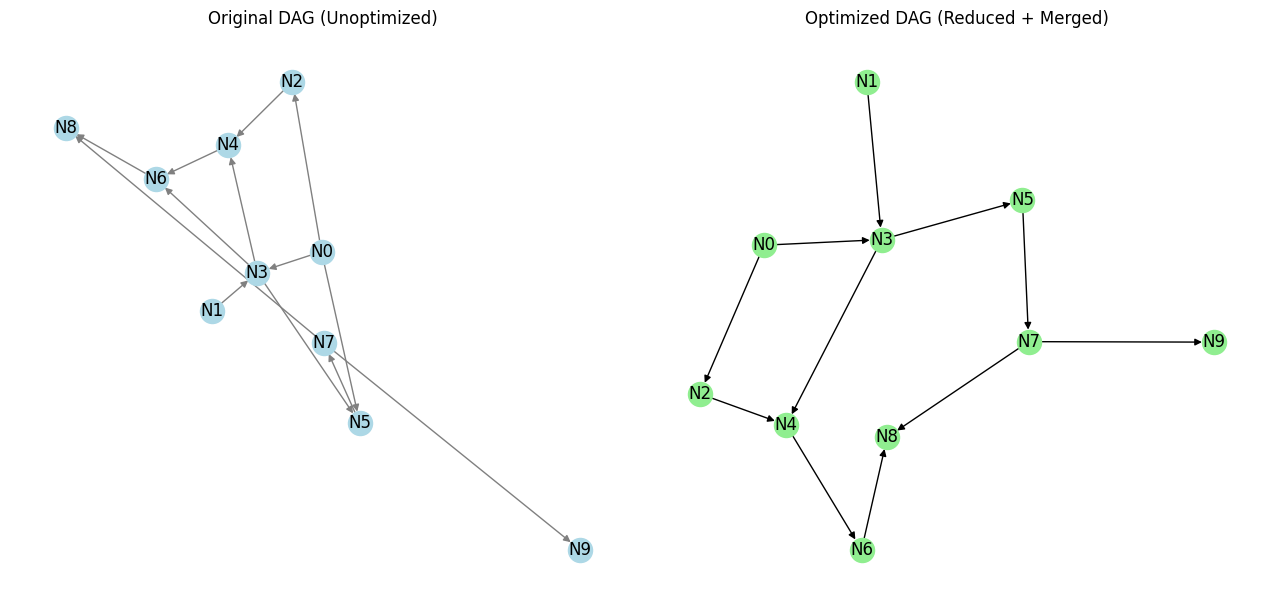 Original DAG (Unoptimized)
N2
N8
N4
N6
N0
N3
N1
N7
N5
N9
Optimized DAG (Reduced + Merged)
N1
N5
N3
N0
N7
N9
N2
N4
N8
N6